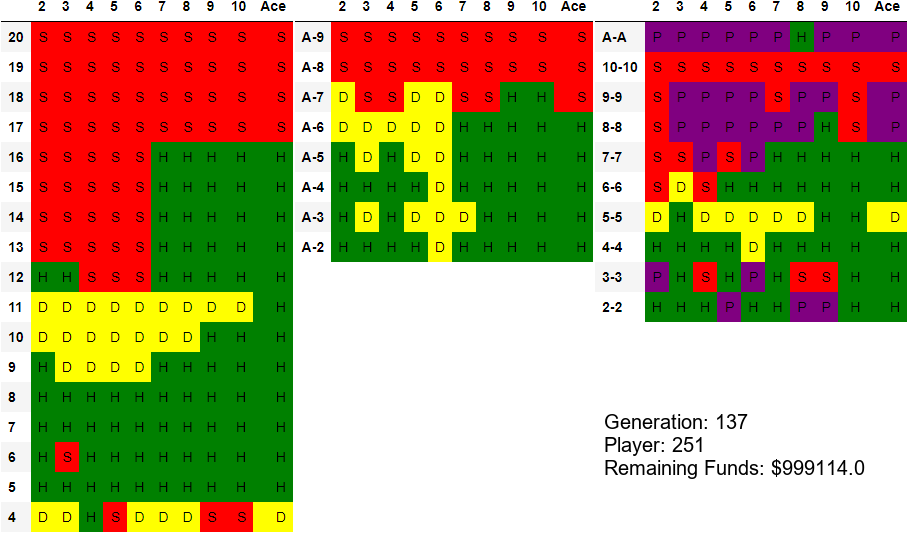 2 3 4 5 6 7 8 9 10 Ace
20 S S S S S S S S S S
19 S S S S S S S S S S
18 S S S S S S S S S S
17 S S S S S S S S S S
16 S S S S S H H H H H
15 S S S S S H H H H H
14 S S S S S H H H H H
13 S S S S S H H H H H
12 H H S S S H H H H H
11 D D D D D D D D D H
10 D D D D D D D H H H
9 H D D D D H H H H H
8 H H H H H H H H H H
7 H H H H H H H H H H
6 H S H H H H H H H H
5 H H H H H H H H H H
4 D D H S D D D S S D
2 3 4 5 6 7 8 9 10 Ace
A-9 S S S S S S S S S S
A-8 S S S S S S S S S S
A-7 D S S D D S S H H S
A-6 D D D D D H H H H H
A-5 H D H D D H H H H H
A-4 H H H H D H H H H H
A-3 H D H D D D H H H H
A-2 H H H H D H H H H H
2 3 4 5 6 7 8 9 10 Ace
A-A P P P P P P H P P P
10-10 S S S S S S S S S S
9-9 S P P P P S P P S P
8-8 S P P P P P P H S P
7-7 S S P S P H H H H H
6-6 S D S H H H H H H H
5-5 D H D D D D D H H D
4-4 H H H H D H H H H H
3-3 P H S H P H S S H H
2-2 H H H P H H P P H H
Generation: 137
Player: 251
Remaining Funds: $999114.0